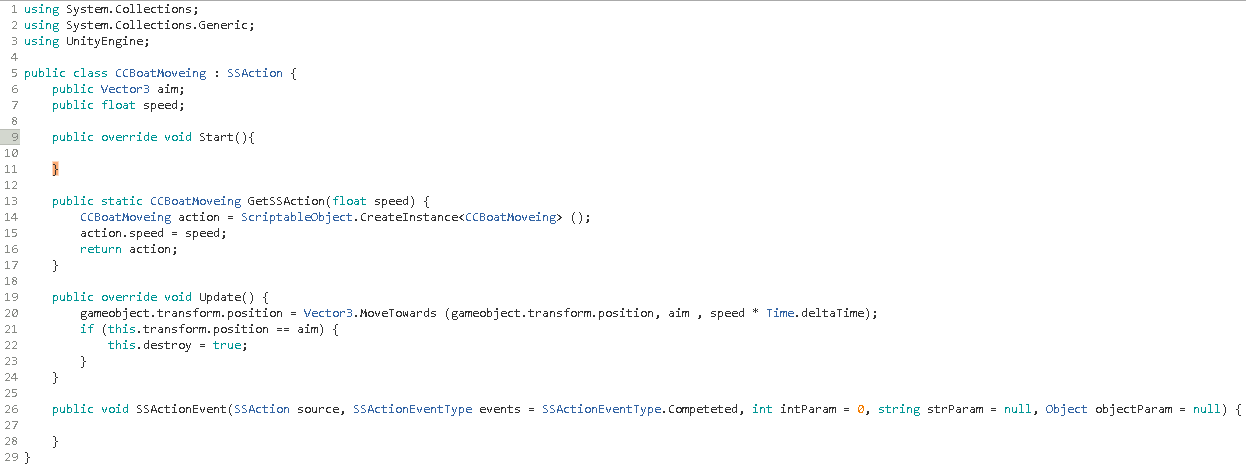 1 using System.Collections;
2 using System.Collections.Generic;
3 using UnityEngine;
4
5 public class CCBoatMoveing : SSAction {
6     public Vector3 aim;
7     public float speed;
8
9     public override void Start(){
10
11     }
12
13     public static CCBoatMoveing GetSSAction(float speed) {
14         CCBoatMoveing action = ScriptableObject.CreateInstance<CCBoatMoveing> ();
15         action.speed = speed;
16         return action;
17     }
18
19     public override void Update() {
20         gameobject.transform.position = Vector3.MoveTowards (gameobject.transform.position, aim , speed * Time.deltaTime);
21         if (this.transform.position == aim) {
22             this.destroy = true;
23         }
24     }
25
26     public void SSActionEvent(SSAction source, SSActionEventType events = SSActionEventType.Competeted, int intParam = 0, string strParam = null, Object objectParam = null) {
27
28     }
29 }